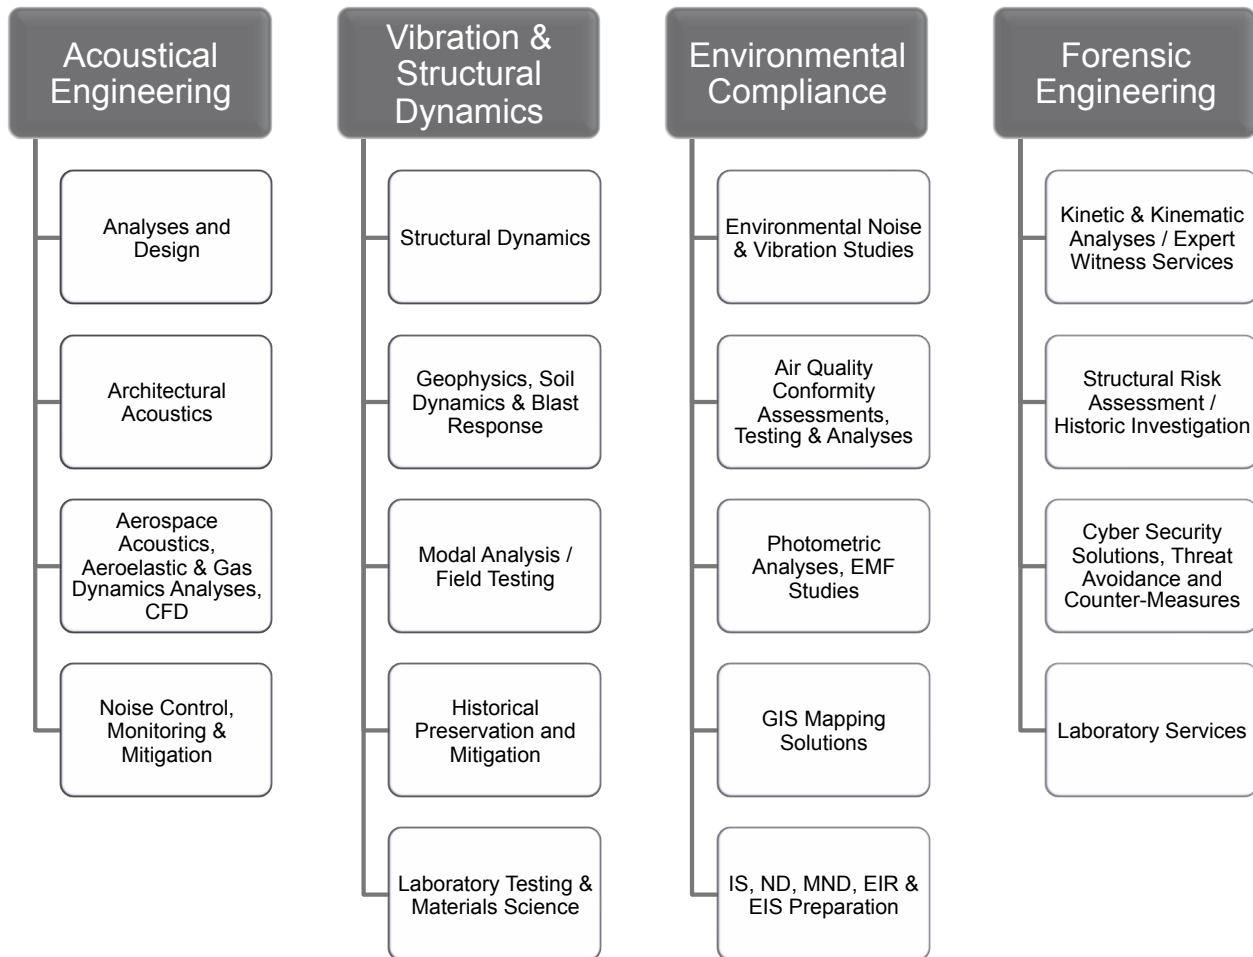 Acoustical
Engineering
Analyses and
Design
Architectural
Acoustics
Aerospace
Acoustics,
Aeroelastic & Gas
Dynamics Analyses,
CFD
Noise Control,
Monitoring &
Mitigation
Vibration &
Structural
Dynamics
Structural Dynamics
Geophysics, Soil
Dynamics & Blast
Response
Modal Analysis /
Field Testing
Historical
Preservation and
Mitigation
Laboratory Testing &
Materials Science
Environmental
Compliance
Environmental Noise
& Vibration Studies
Air Quality
Conformity
Assessments,
Testing & Analyses
Photometric
Analyses, EMF
Studies
GIS Mapping
Solutions
IS, ND, MND, EIR &
EIS Preparation
Forensic
Engineering
Kinetic & Kinematic
Analyses / Expert
Witness Services
Structural Risk
Assessment /
Historic Investigation
Cyber Security
Solutions, Threat
Avoidance and
Counter-Measures
Laboratory Services